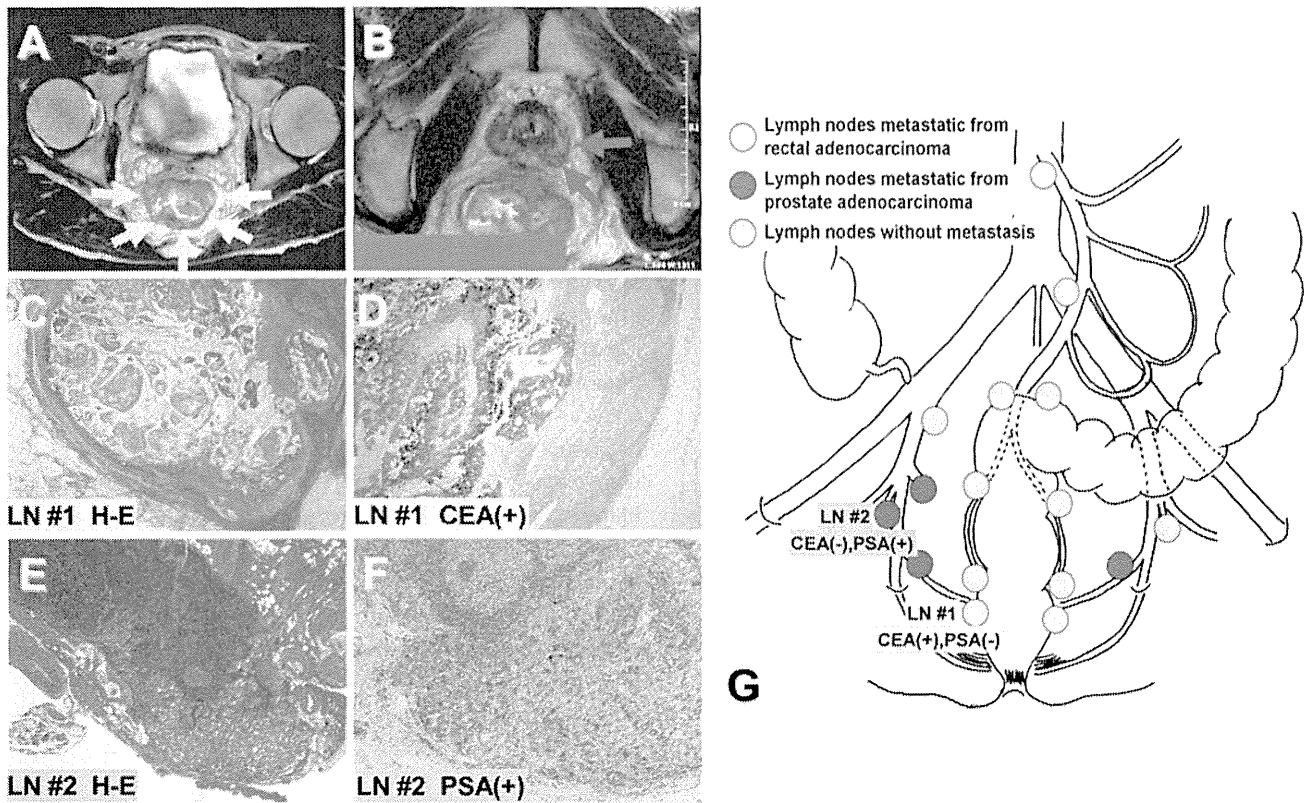 A
B
C
LN #1 H-E
D
LN #1 CEA(+)
E
LN #2 H-E
F
LN #2 PSA(+)
Lymph nodes metastatic from
rectal adenocarcinoma
Lymph nodes metastatic from
prostate adenocarcinoma
Lymph nodes without metastasis
LN #2
CEA(-),PSA(+)
LN #1
CEA(+),PSA(-)
G